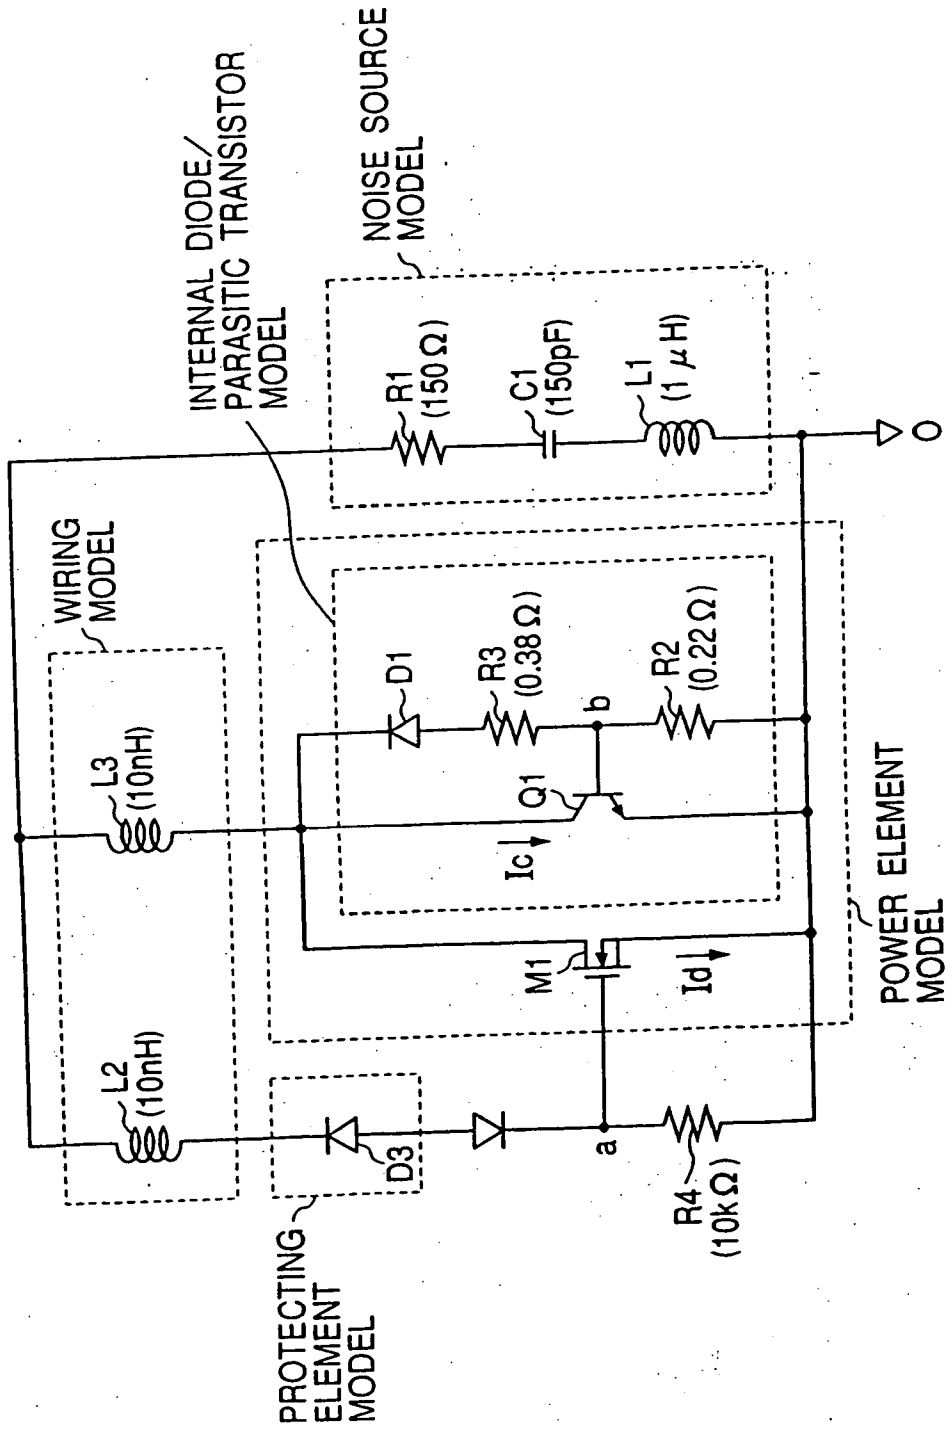 WIRING
MODEL
INTERNAL DIODE/
PARASITIC TRANSISTOR
MODEL
NOISE SOURCE
MODEL
PROTECTING
ELEMENT
MODEL
POWER ELEMENT
MODEL
L2
(10nH)
L3
(10nH)
D3
a
R4
(10kΩ)
M1
Id
Ic
Q1
b
D1
R3
(0.38Ω)
R2
(0.22Ω)
R1
(150Ω)
C1
(150pF)
L1
(1 μH)
O